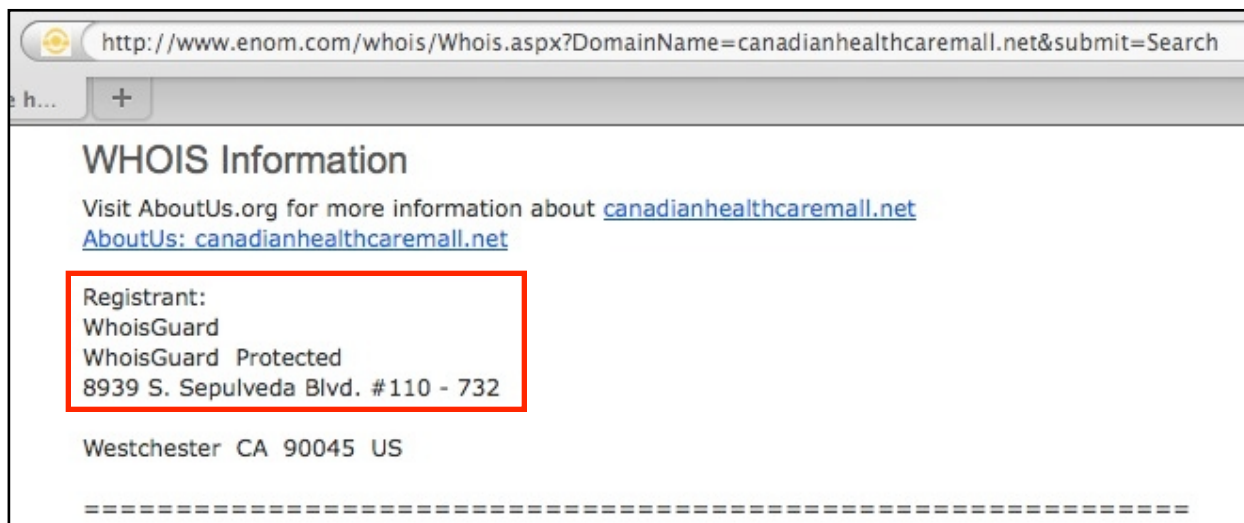 http://www.enom.com/whois/Whois.aspx?DomainName=canadianhealthcaremall.net&submit=Search
e h...
+
WHOIS Information
Visit AboutUs.org for more information about canadianhealthcaremall.net
AboutUs: canadianhealthcaremall.net
Registrant:
WhoisGuard
WhoisGuard Protected
8939 S. Sepulveda Blvd. #110 - 732
Westchester CA 90045 US
============================================================